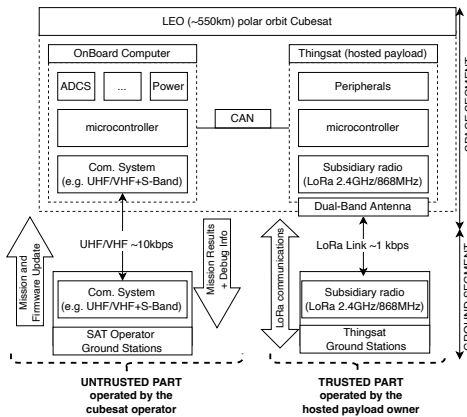 LEO (~550km) polar orbit Cubesat
OnBoard Computer
ADCS
...
Power
microcontroller
Com. System
(e.g. UHF/VHF+S-Band)
CAN
Thingsat (hosted payload)
Peripherals
microcontroller
Subsidiary radio
(LoRa 2.4GHz/868MHz)
Dual-Band Antenna
SPACE SEGMENT
Mission and
Firmware Update
UHF/VHF ~10kbps
Mission Results
+ Debug Info
LoRa communications
LoRa Link ~1 kbps
GROUND SEGMENT
Com. System
(e.g. UHF/VHF+S-Band)
SAT Operator
Ground Stations
Subsidiary radio
(LoRa 2.4GHz/868MHz)
Thingsat
Ground Stations
UNTRUSTED PART
operated by the
cubesat operator
TRUSTED PART
operated by the
hosted payload owner